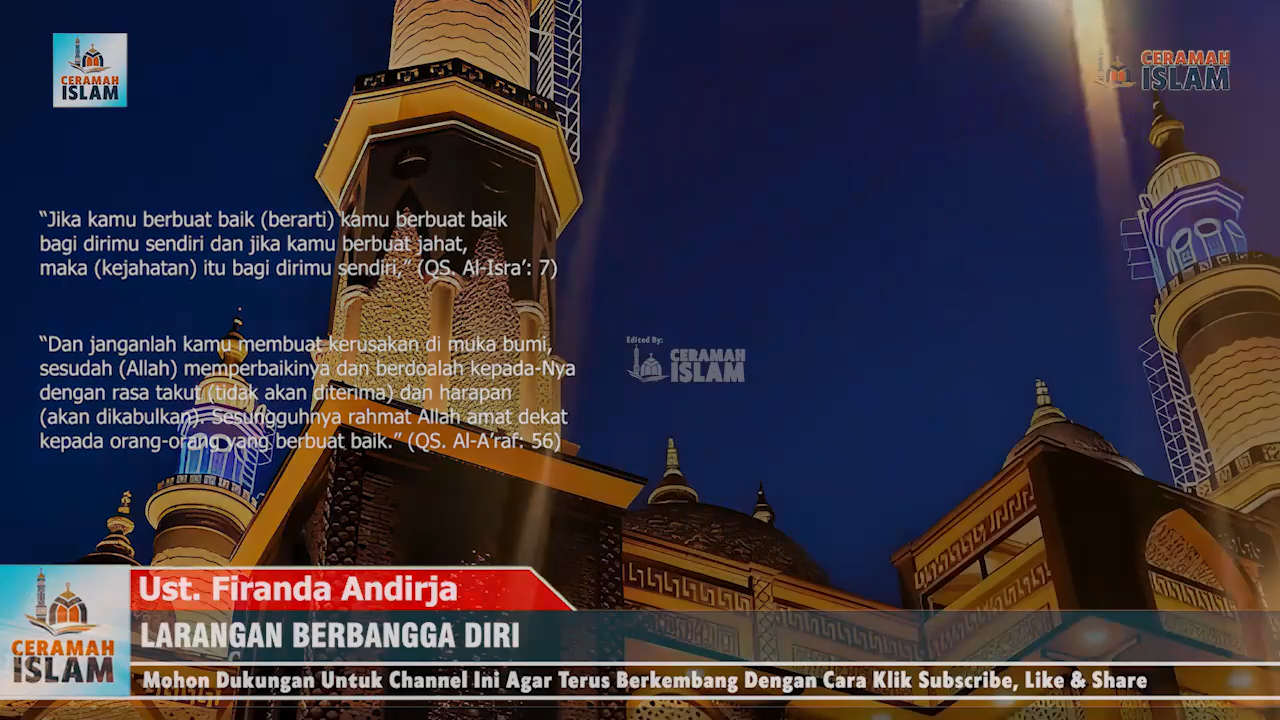 CERAMAH
ISLAM
CERAMAH
ISLAM
“Jika kamu berbuat baik (berarti) kamu berbuat baik
bagi dirimu sendiri dan jika kamu berbuat jahat,
maka (kejahatan) itu bagi dirimu sendiri,” (QS. Al-Isra’: 7)
Edited By:
CERAMAH
ISLAM
“Dan janganlah kamu membuat kerusakan di muka bumi,
sesudah (Allah) memperbaikinya dan berdoalah kepada-Nya
dengan rasa takut (tidak akan diterima) dan harapan
(akan dikabulkan). Sesungguhnya rahmat Allah amat dekat
kepada orang-orang yang berbuat baik.” (QS. Al-A’raf: 56)
Ust. Firanda Andirja
LARANGAN BERBANGGA DIRI
CERAMAH
ISLAM
Mohon Dukungan Untuk Channel Ini Agar Terus Berkembang Dengan Cara Klik Subscribe, Like & Share